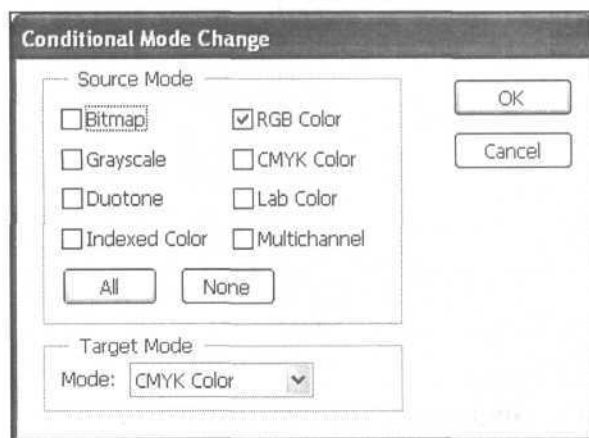 Conditional Mode Change
Source Mode
Bitmap
RGB Color
Grayscale
CMYK Color
Duotone
Lab Color
Indexed Color
Multichannel
All
None
OK
Cancel
Target Mode
Mode: CMYK Color